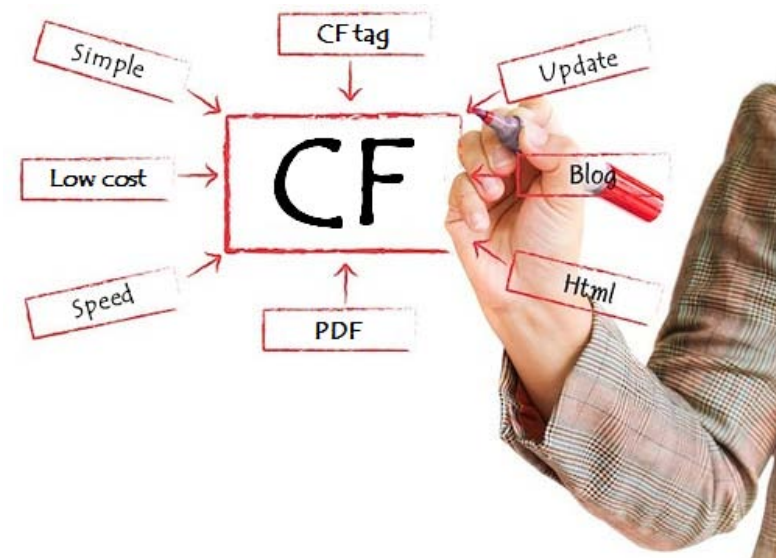 CF tag
Simple
Update
CF
Low cost
Blog
Speed
Html
PDF